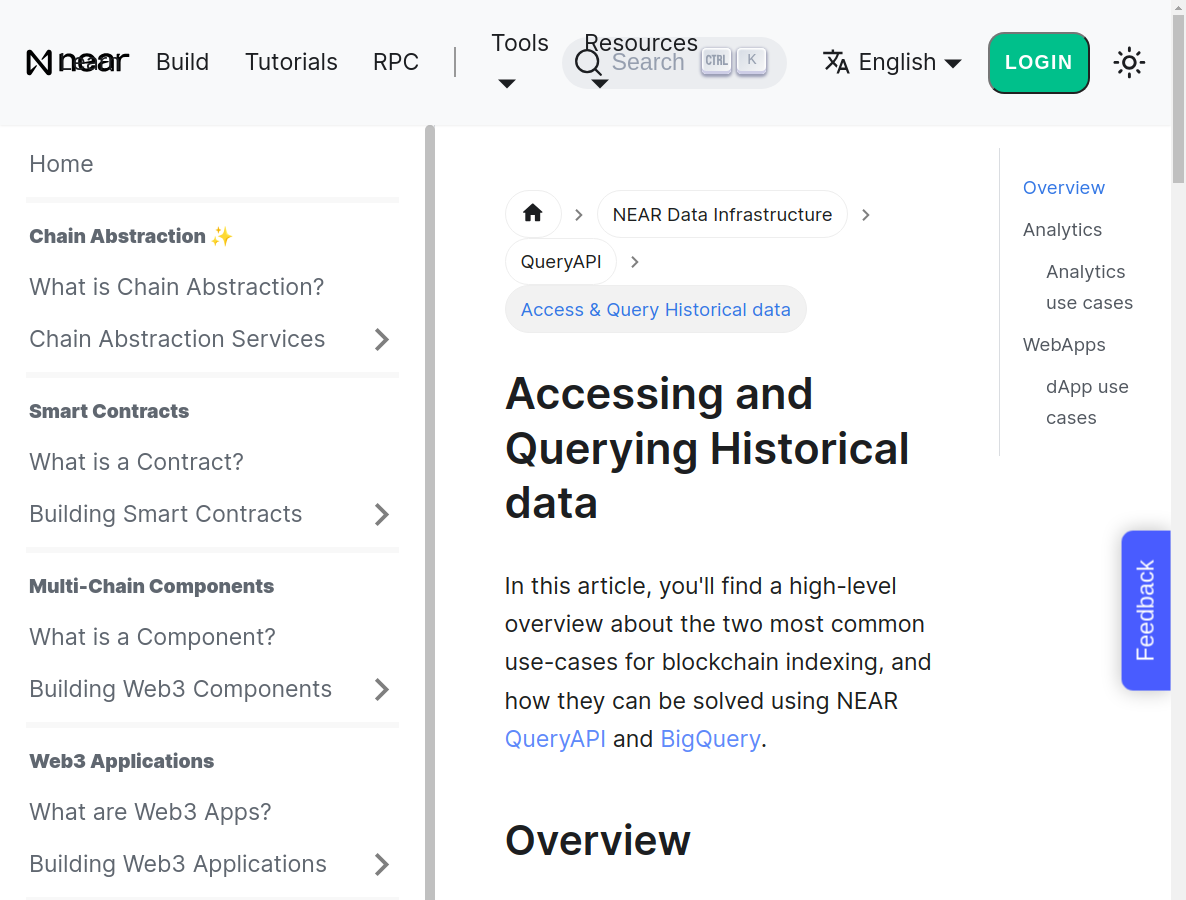 near
Learn
Build
Tutorials
RPC
Tools
Resources
Search
CTRL
K
English
LOGIN
Home
Chain Abstraction ✨
What is Chain Abstraction?
Chain Abstraction Services
Smart Contracts
What is a Contract?
Building Smart Contracts
Multi-Chain Components
What is a Component?
Building Web3 Components
Web3 Applications
What are Web3 Apps?
Building Web3 Applications
NEAR Data Infrastructure
QueryAPI
Access & Query Historical data
Accessing and
Querying Historical
data
In this article, you'll find a high-level
overview about the two most common
use-cases for blockchain indexing, and
how they can be solved using NEAR
QueryAPI and BigQuery.
Overview
Overview
Analytics
Analytics
use cases
WebApps
dApp use
cases
Feedback